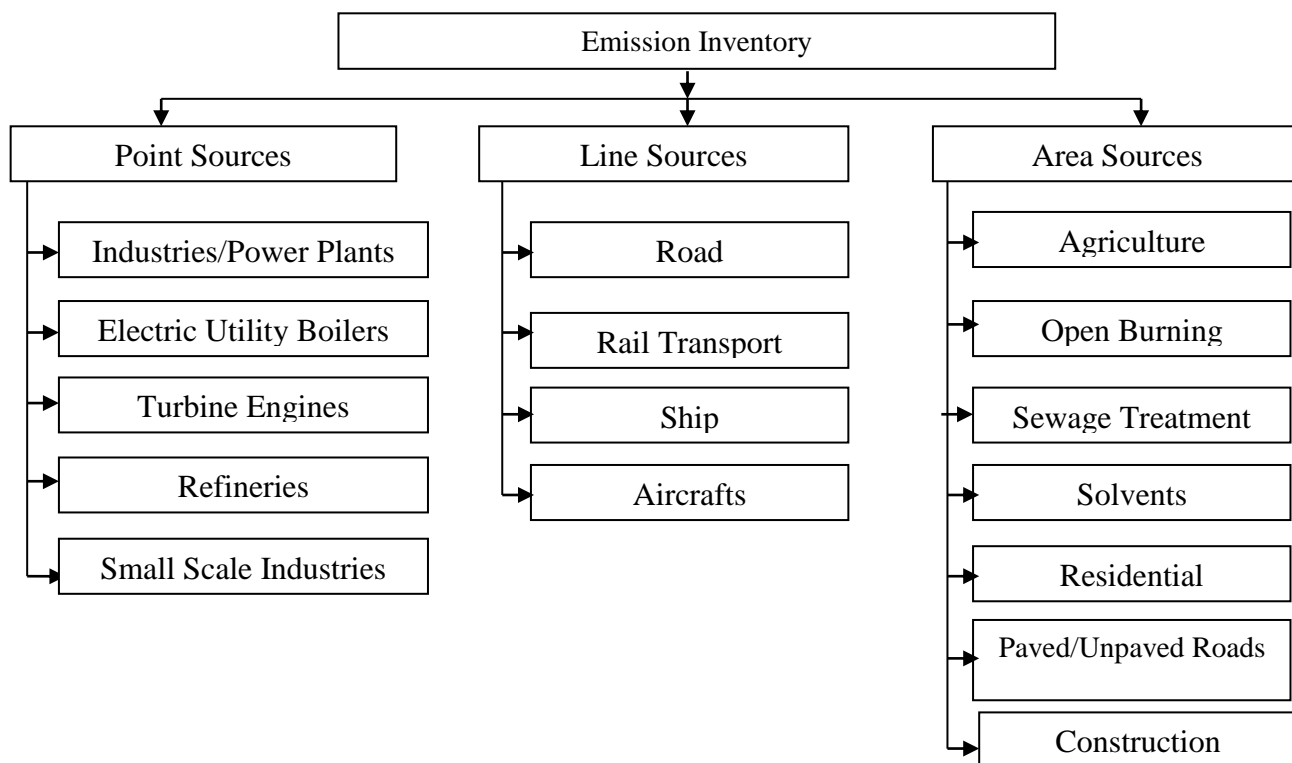 Emission Inventory
Point Sources
Industries/Power Plants
Electric Utility Boilers
Turbine Engines
Refineries
Small Scale Industries
Line Sources
Road
Rail Transport
Ship
Aircrafts
Area Sources
Agriculture
Open Burning
Sewage Treatment
Solvents
Residential
Paved/Unpaved Roads
Construction